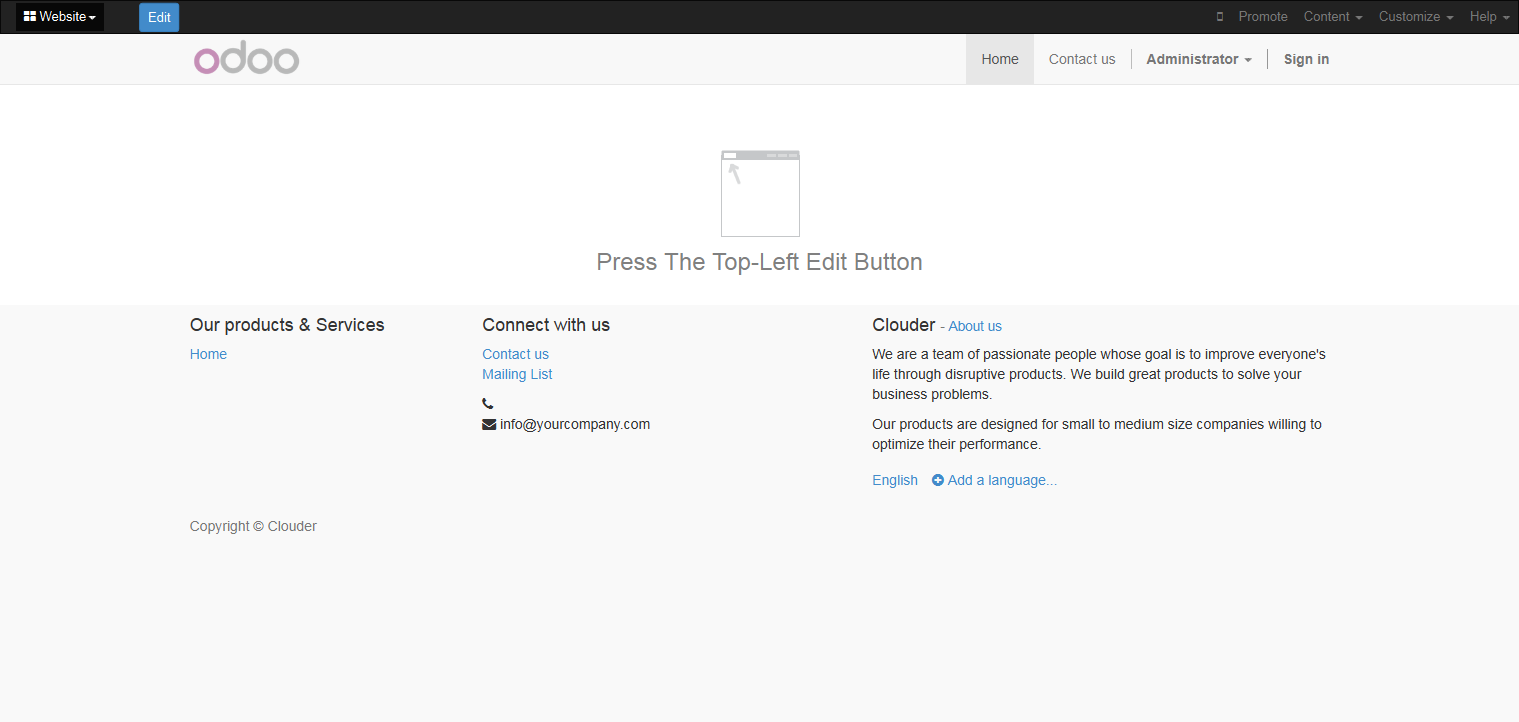 Website
Edit
Promote
Content
Customize
Help
odoo
Home
Contact us
Administrator
Sign in
Press The Top-Left Edit Button
Our products & Services
Home
Connect with us
Contact us
Mailing List
info@yourcompany.com
Clouder - About us
We are a team of passionate people whose goal is to improve everyone's
life through disruptive products. We build great products to solve your
business problems.
Our products are designed for small to medium size companies willing to
optimize their performance.
English
Add a language...
Copyright © Clouder